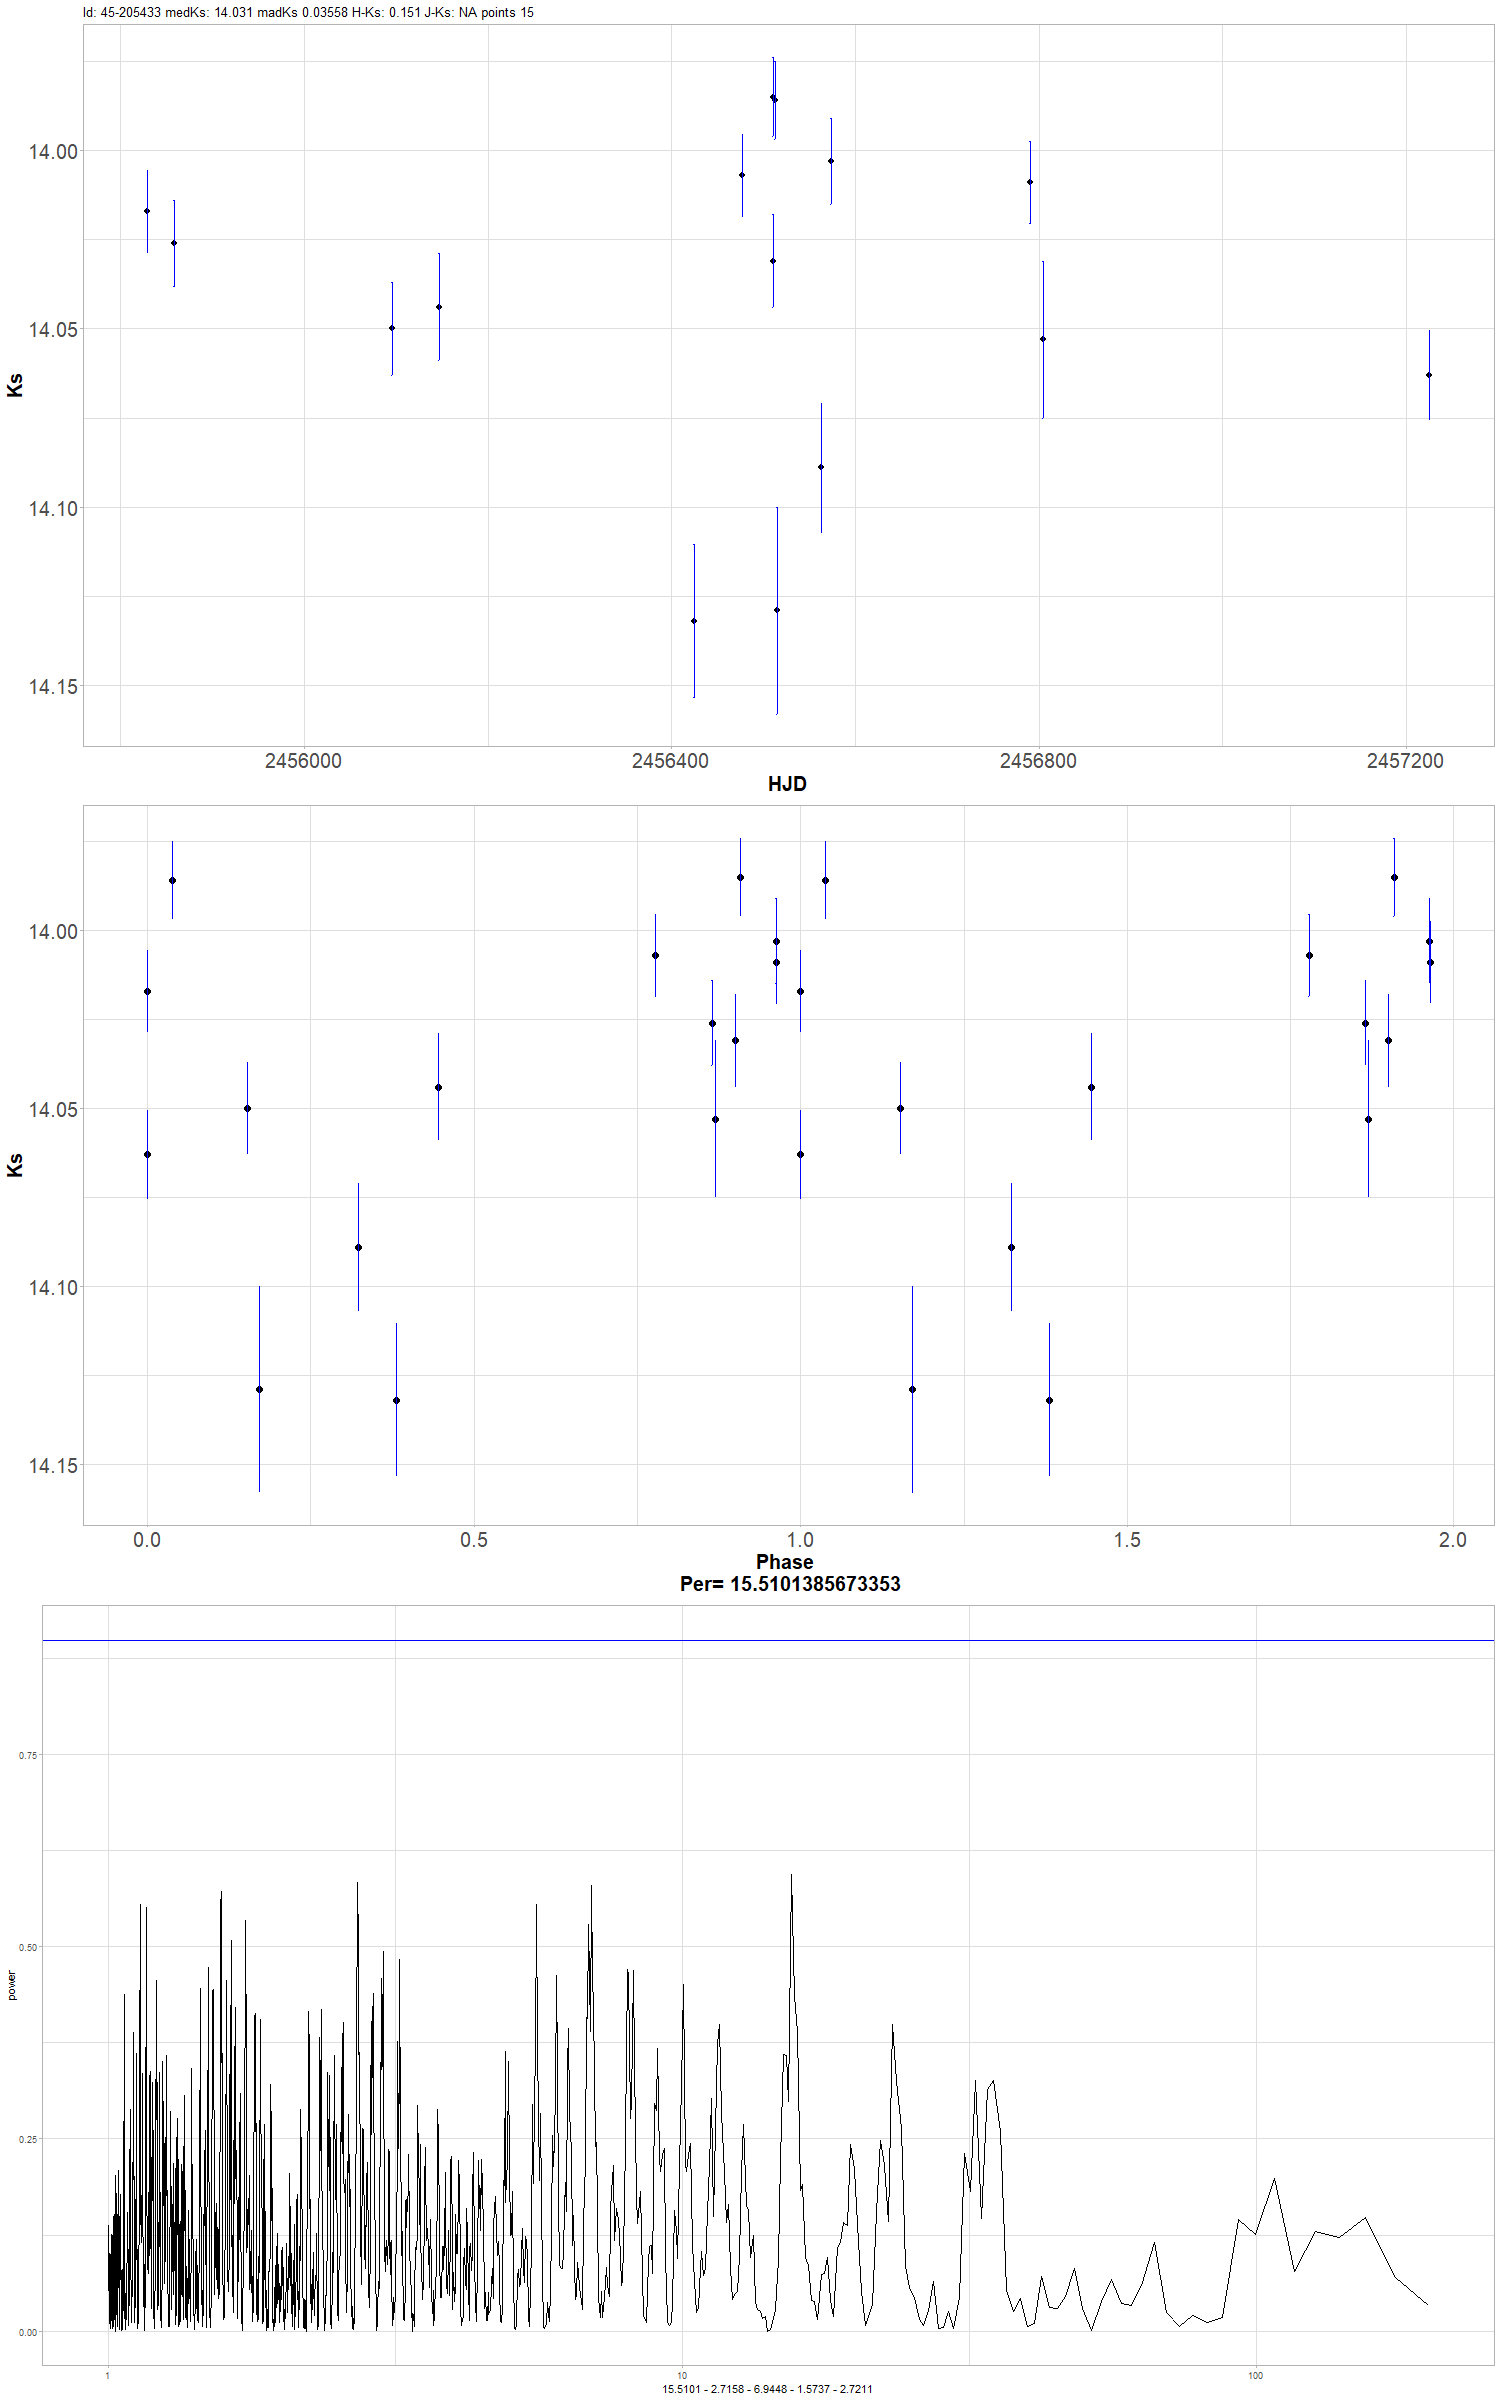 Id: 45-205433 medKs: 14.031 madKs 0.03558 H-Ks: 0.151 J-Ks: NA points 15
14.00
14.05
14.10
14.15
Ks
2456000 2456400 2456800 2457200
HJD
14.00
14.05
14.10
14.15
Ks
0.0 0.5 1.0 1.5 2.0
Phase
Per= 15.5101385673353
0.75
0.50
0.25
0.00
power
1 10 100
15.5101 - 2.7158 - 6.9448 - 1.5737 - 2.7211